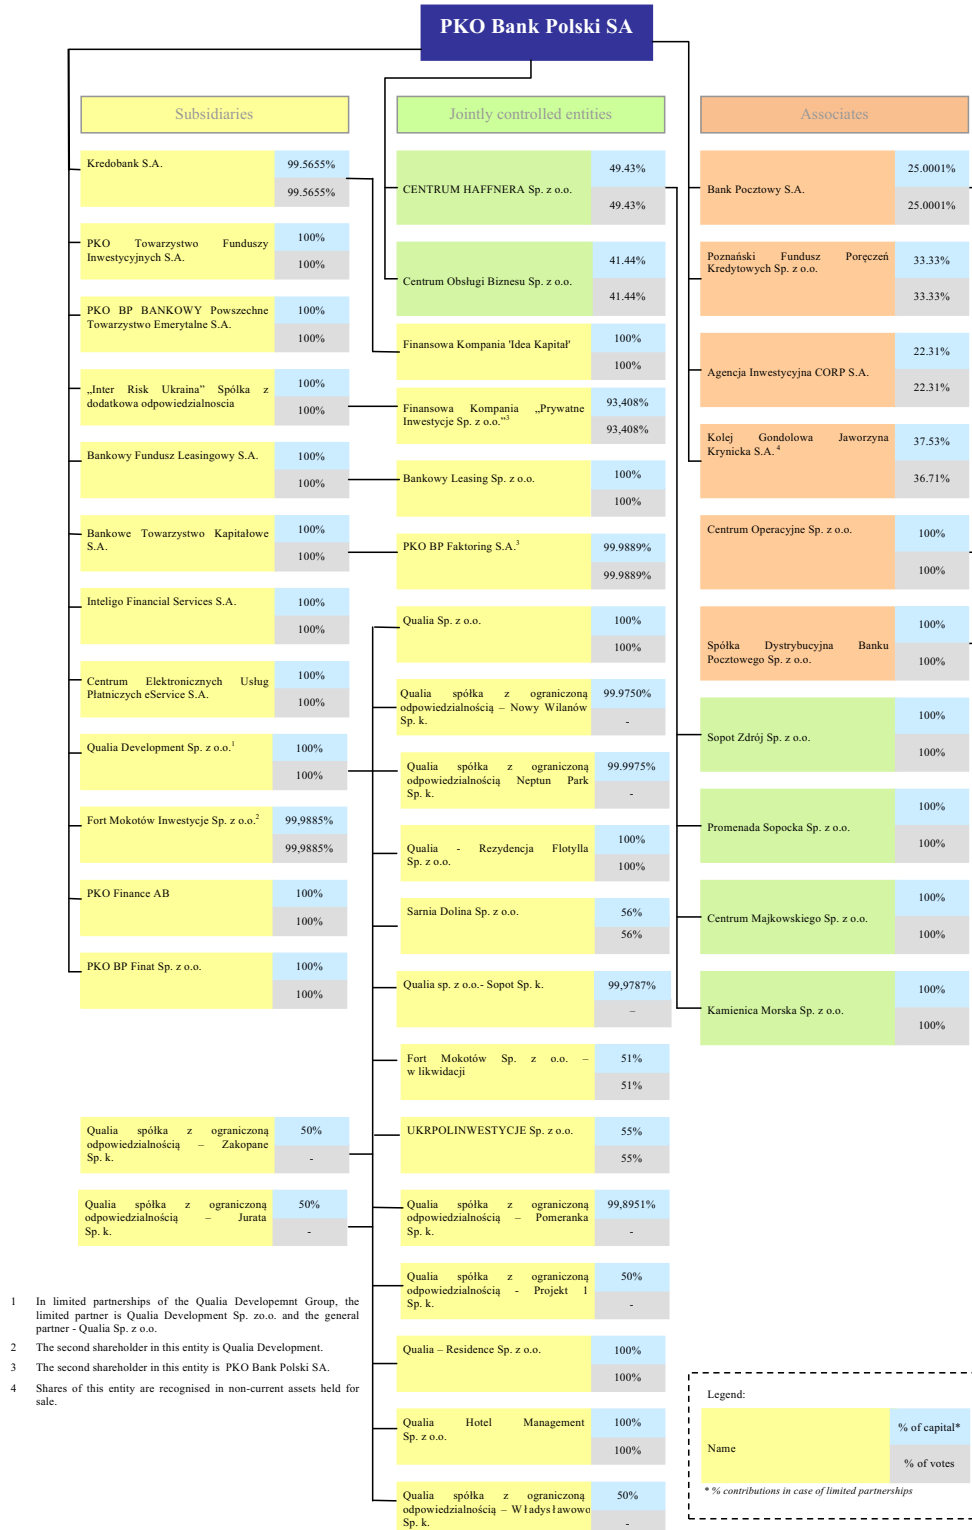 PKO Bank Polski SA
Subsidiaries
Kredobank S.A.
99.5655%
99.5655%
PKO Towarzystwo Funduszy
Inwestycyjnych S.A.
100%
100%
PKO BP BANKOWY Powszechne
Towarzystwo Emerytalne S.A.
100%
100%
„Inter Risk Ukraina” Spólka z
dodatkowa odpowiedzialnoscia
100%
100%
Bankowy Fundusz Leasingowy S.A.
100%
100%
Bankowe Towarzystwo Kapitałowe
S.A.
100%
100%
Inteligo Financial Services S.A.
100%
100%
Centrum Elektronicznych Usług
Płatniczych eService S.A.
100%
100%
Qualia Development Sp. z o.o.1
100%
100%
Fort Mokotów Inwestycje Sp. z o.o.2
99,9885%
99,9885%
PKO Finance AB
100%
100%
PKO BP Finat Sp. z o.o.
100%
100%
Qualia spółka z ograniczoną
odpowiedzialnością – Zakopane
Sp. k.
50%
-
Qualia spółka z ograniczoną
odpowiedzialnością – Jurata
Sp. k.
50%
-
Jointly controlled entities
CENTRUM HAFFNERA Sp. z o.o.
49.43%
49.43%
Centrum Obsługi Biznesu Sp. z o.o.
41.44%
41.44%
Finansowa Kompania 'Idea Kapitał'
100%
100%
Finansowa Kompania „Prywatne
Inwestycje Sp. z o.o.”3
93,408%
93,408%
Bankowy Leasing Sp. z o.o.
100%
100%
PKO BP Faktoring S.A.3
99.9889%
99.9889%
Qualia Sp. z o.o.
100%
100%
Qualia spółka z ograniczoną
odpowiedzialnością – Nowy Wilanów
Sp. k.
99.9750%
-
Qualia spółka z ograniczoną
odpowiedzialnością Neptun Park
Sp. k.
99.9975%
-
Qualia - Rezydencja Flotylla
Sp. z o.o.
100%
100%
Sarnia Dolina Sp. z o.o.
56%
56%
Qualia sp. z o.o.- Sopot Sp. k.
99,9787%
–
Fort Mokotów Sp. z o.o. –
w likwidacji
51%
51%
UKRPOLINWESTYCJE Sp. z o.o.
55%
55%
Qualia spółka z ograniczoną
odpowiedzialnością – Pomeranka
Sp. k.
99,8951%
-
Qualia spółka z ograniczoną
odpowiedzialnością - Projekt 1
Sp. k.
50%
-
Qualia – Residence Sp. z o.o.
100%
100%
Qualia Hotel Management
Sp. z o.o.
100%
100%
Qualia spółka z ograniczoną
odpowiedzialnością – Władysławowo
Sp. k.
50%
-
Associates
Bank Pocztowy S.A.
25.0001%
25.0001%
Poznański Fundusz Poręczeń
Kredytowych Sp. z o.o.
33.33%
33.33%
Agencja Inwestycyjna CORP S.A.
22.31%
22.31%
Kolej Gondolowa Jaworzyna
Krynicka S.A. 4
37.53%
36.71%
Centrum Operacyjne Sp. z o.o.
100%
100%
Spółka Dystrybucyjna Banku
Pocztowego Sp. z o.o.
100%
100%
Sopot Zdrój Sp. z o.o.
100%
100%
Promenada Sopocka Sp. z o.o.
100%
100%
Centrum Majkowskiego Sp. z o.o.
100%
100%
Kamienica Morska Sp. z o.o.
100%
100%
1 In limited partnerships of the Qualia Developemnt Group, the
limited partner is Qualia Development Sp. zo.o. and the general
partner - Qualia Sp. z o.o.
2 The second shareholder in this entity is Qualia Development.
3 The second shareholder in this entity is PKO Bank Polski SA.
4 Shares of this entity are recognised in non-current assets held for
sale.
Legend:
Name
% of capital*
% of votes
* % contributions in case of limited partnerships